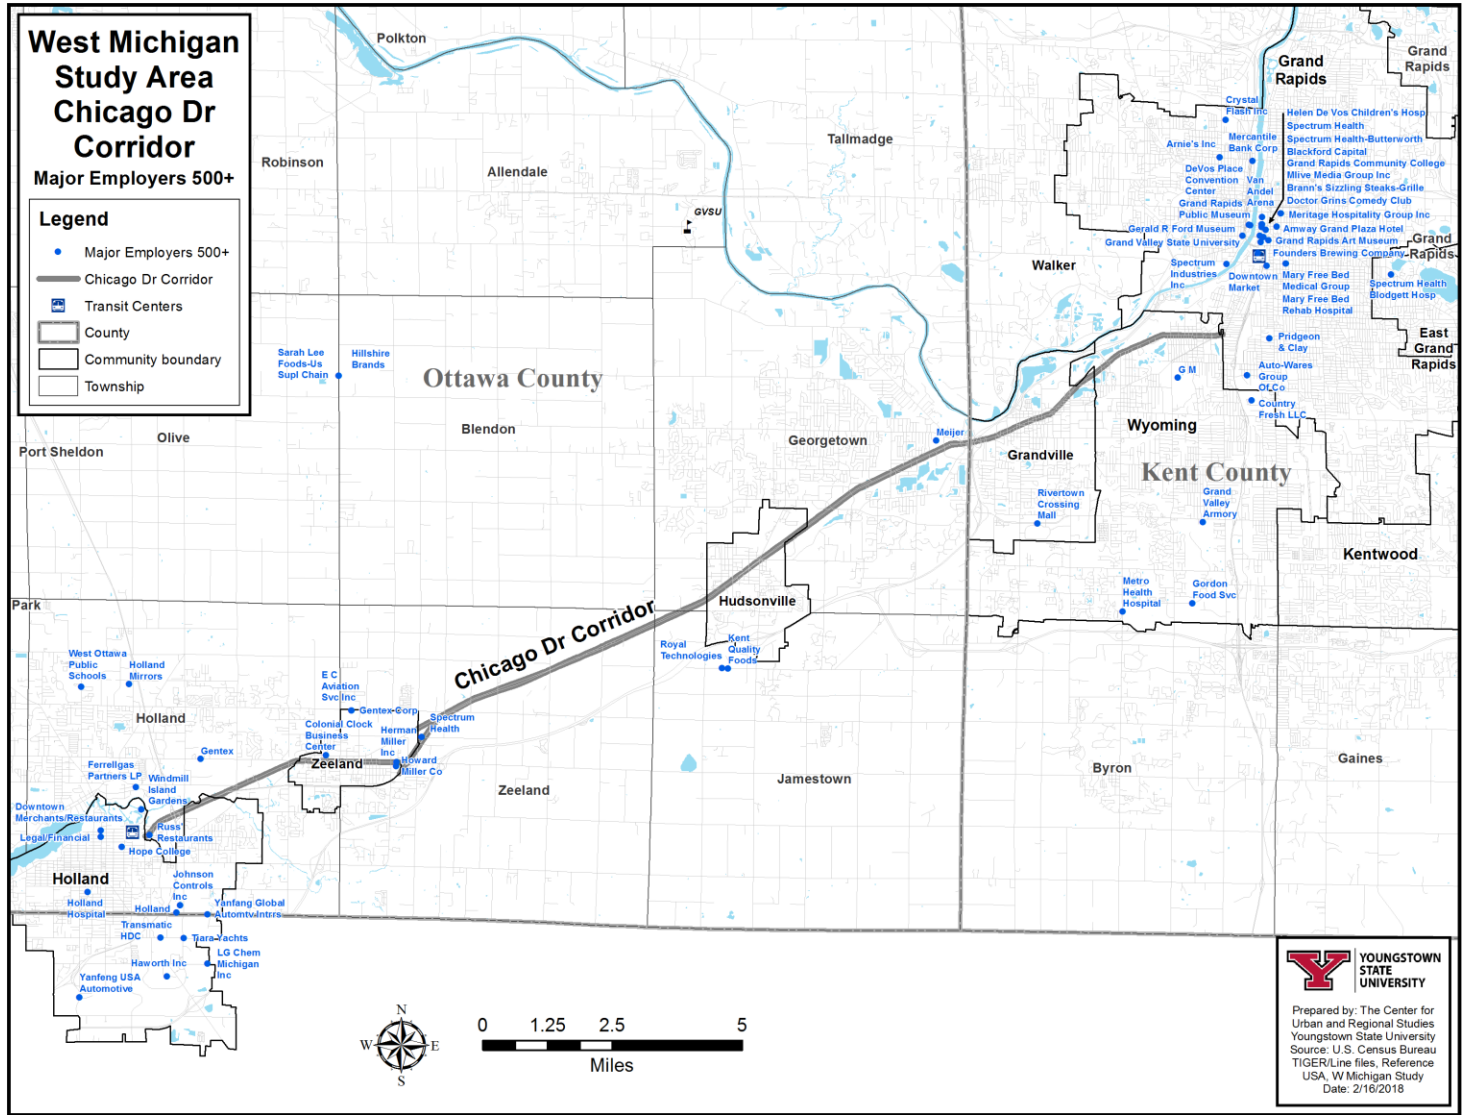 West Michigan
Study Area
Chicago Dr
Corridor
Major Employers 500+
Legend
Major Employers 500+
Chicago Dr Corridor
Transit Centers
County
Community boundary
Township
Polkton
Robinson
Allendale
Tallmadge
GVSU
Walker
Grand
Rapids
Grand
Rapids
Grand
Rapids
East
Grand
Rapids
Crystal
Flash Inc
Arnie's Inc
Mercantile
Bank Corp
DeVos Place
Convention
Center
Van
Andel
Arena
Grand Rapids
Public Museum
Gerald R Ford Museum
Grand Valley State University
Spectrum
Industries
Inc
Downtown
Market
Helen De Vos Children's Hosp
Spectrum Health
Spectrum Health-Butterworth
Blackford Capital
Grand Rapids Community College
Mlive Media Group Inc
Brann's Sizzling Steaks-Grille
Doctor Grins Comedy Club
Meritage Hospitality Group Inc
Amway Grand Plaza Hotel
Grand Rapids Art Museum
Founders Brewing Company
Mary Free Bed
Medical Group
Mary Free Bed
Rehab Hospital
Spectrum Health
Blodgett Hosp
Pridgeon
& Clay
G M
Auto-Wares
Group
Of Co
Country
Fresh LLC
Sarah Lee
Foods-Us
Supl Chain
Hillshire
Brands
Ottawa County
Olive
Port Sheldon
Blendon
Georgetown
Meijer
Grandville
Wyoming
Kent County
Rivertown
Crossing
Mall
Grand
Valley
Armory
Kentwood
Metro
Health
Hospital
Gordon
Food Svc
Park
Hudsonville
Chicago Dr Corridor
Royal
Technologies
Kent
Quality
Foods
West Ottawa
Public
Schools
Holland
Mirrors
Holland
E C
Aviation
Svc Inc
Gentex Corp
Colonial Clock
Business
Center
Herman
Miller
Inc
Spectrum
Health
Howard
Miller Co
Zeeland
Gentex
Ferrellgas
Partners LP
Windmill
Island
Gardens
Downtown
Merchants/Restaurants
Legal/Financial
Russ'
Restaurants
Hope College
Zeeland
Jamestown
Byron
Gaines
Holland
Holland
Hospital
Johnson
Controls
Inc
Holland
Yanfang Global
Automtv Intrrs
Transmatic
HDC
Tiara Yachts
LG Chem
Michigan
Inc
Haworth Inc
Yanfeng USA
Automotive
N
W
E
S
0 1.25 2.5 5
Miles
Y
YOUNGSTOWN
STATE
UNIVERSITY
Prepared by: The Center for
Urban and Regional Studies
Youngstown State University
Source: U.S. Census Bureau
TIGER/Line files, Reference
USA, W Michigan Study
Date: 2/16/2018